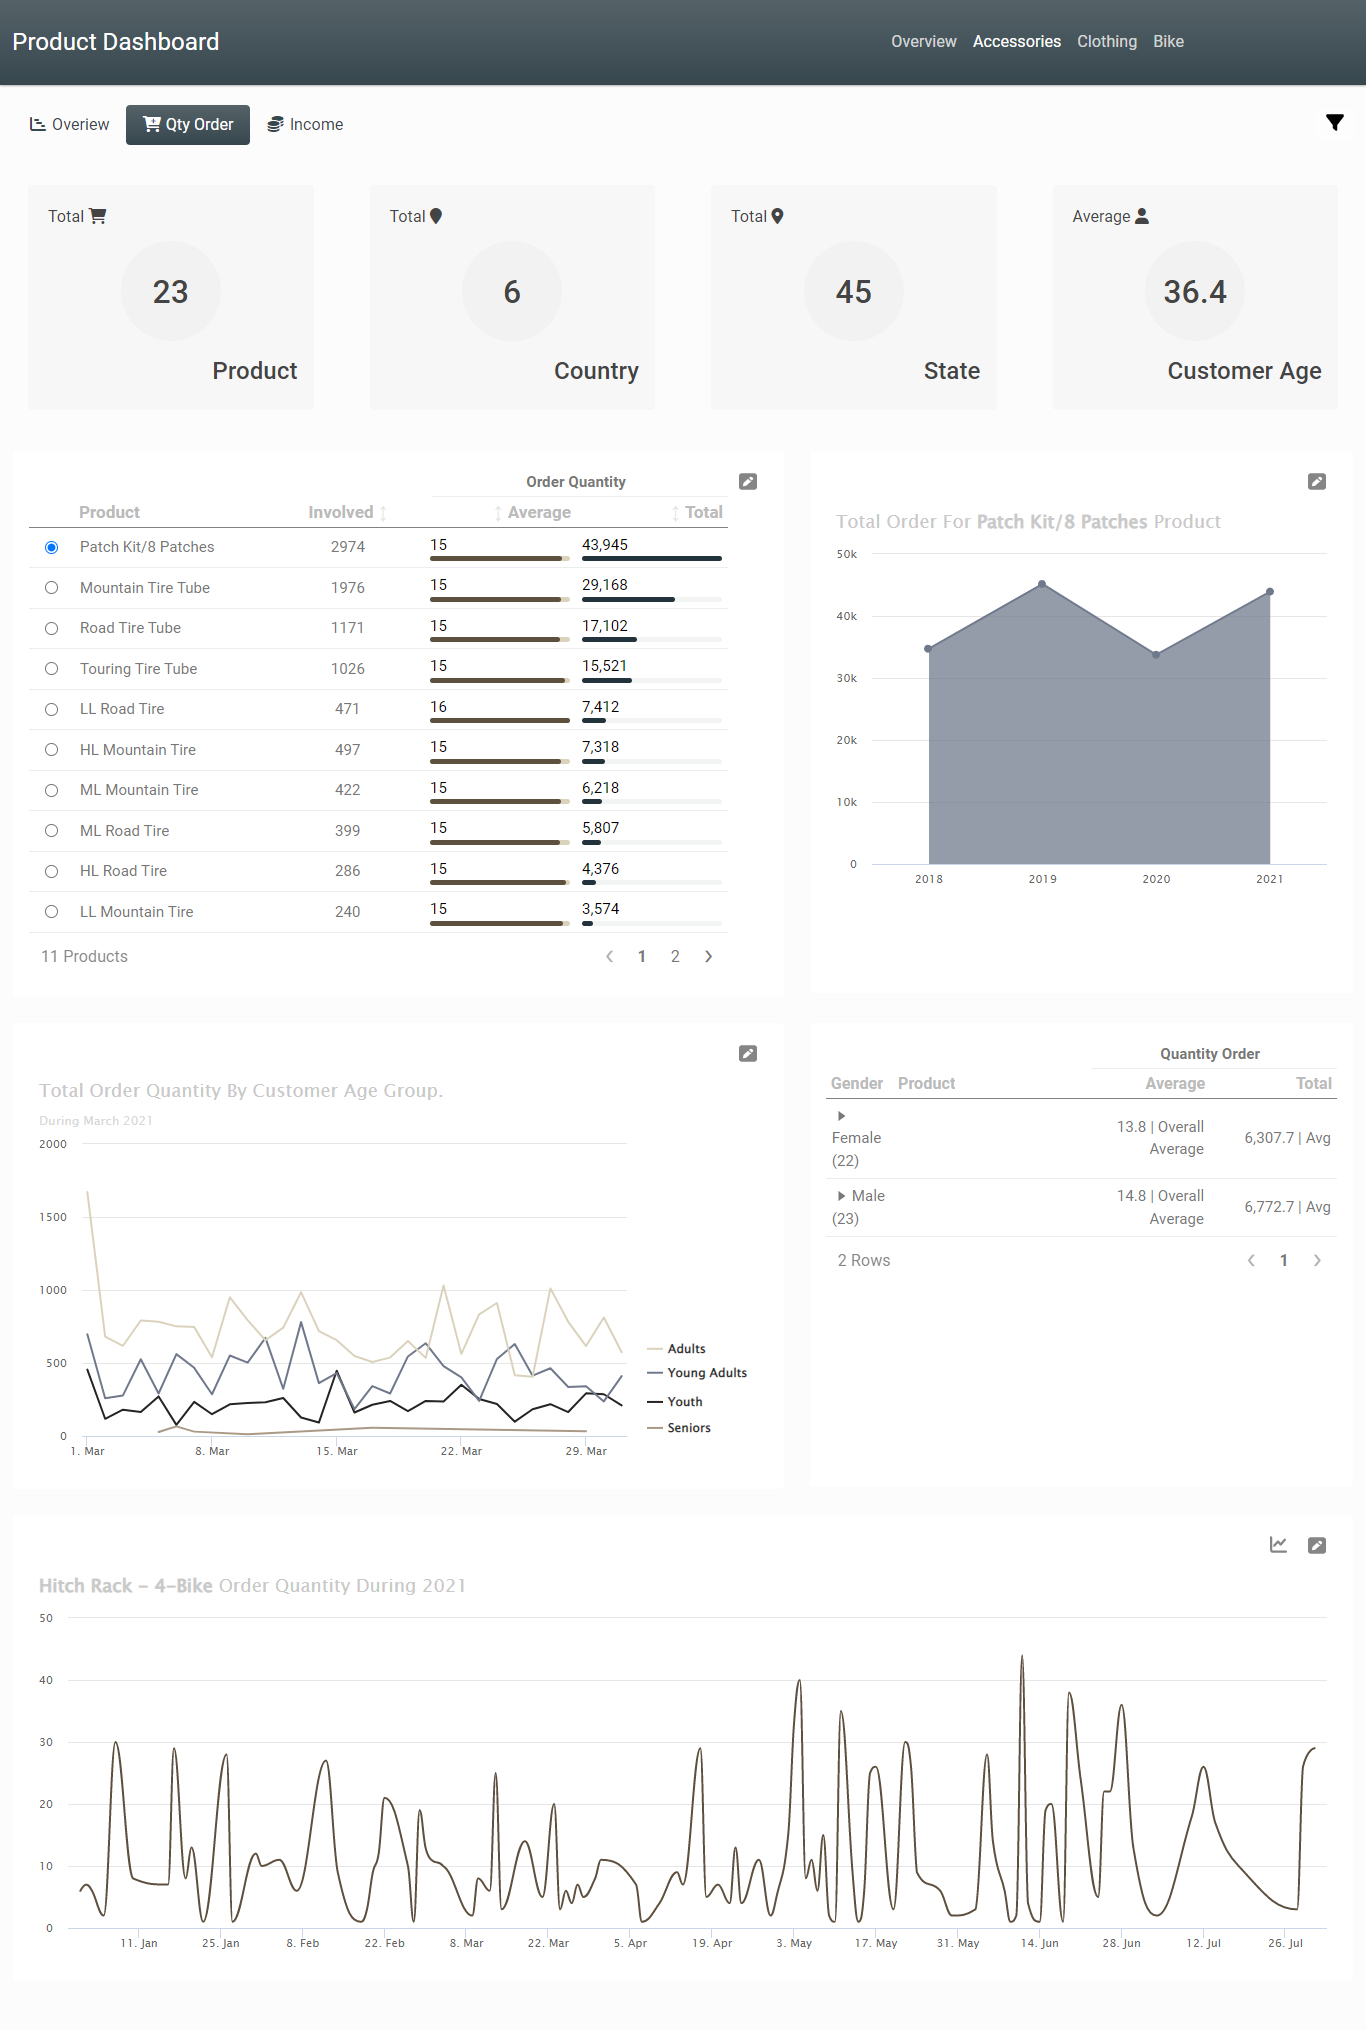 Product Dashboard
Overview Accessories Clothing Bike
Overiew Qty Order Income
Total
23
Product
Total
6
Country
Total
45
State
Average
36.4
Customer Age
Order Quantity
Product Involved Average Total
Patch Kit/8 Patches 2974 15 43,945
Mountain Tire Tube 1976 15 29,168
Road Tire Tube 1171 15 17,102
Touring Tire Tube 1026 15 15,521
LL Road Tire 471 16 7,412
HL Mountain Tire 497 15 7,318
ML Mountain Tire 422 15 6,218
ML Road Tire 399 15 5,807
HL Road Tire 286 15 4,376
LL Mountain Tire 240 15 3,574
11 Products 1 2
Total Order For Patch Kit/8 Patches Product
50k
40k
30k
20k
10k
0
2018 2019 2020 2021
Total Order Quantity By Customer Age Group.
During March 2021
2000
1500
1000
500
0
1. Mar 8. Mar 15. Mar 22. Mar 29. Mar
Adults
Young Adults
Youth
Seniors
Quantity Order
Gender Product Average Total
Female (22) 13.8 | Overall Average 6,307.7 | Avg
Male (23) 14.8 | Overall Average 6,772.7 | Avg
2 Rows 1
Hitch Rack - 4-Bike Order Quantity During 2021
50
40
30
20
10
0
11. Jan 25. Jan 8. Feb 22. Feb 8. Mar 22. Mar 5. Apr 19. Apr 3. May 17. May 31. May 14. Jun 28. Jun 12. Jul 26. Jul